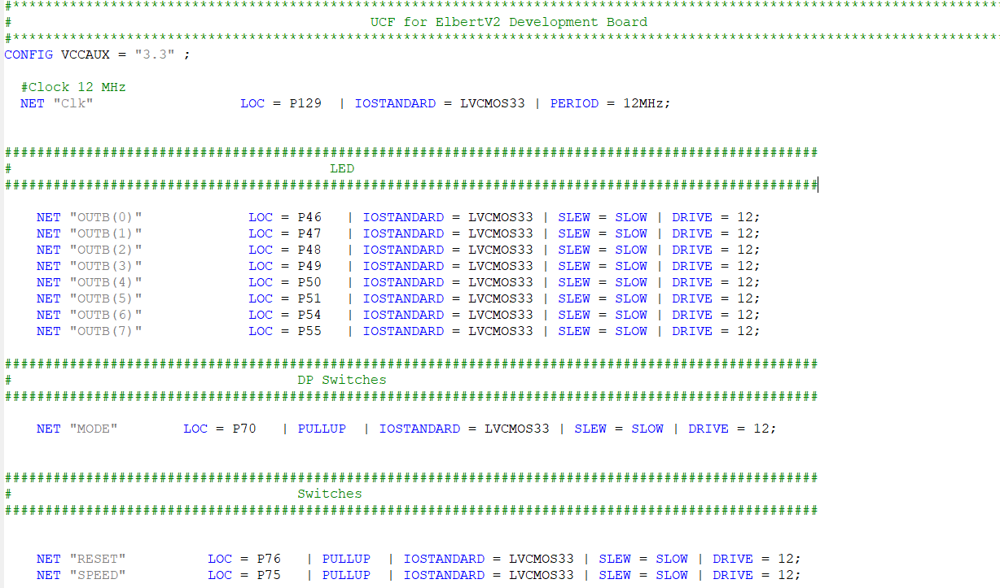 #**************************************************************************************************************************
# UCF for ElbertV2 Development Board
#**************************************************************************************************************************
CONFIG VCCAUX = "3.3" ;
#Clock 12 MHz
NET "Clk" LOC = P129 | IOSTANDARD = LVCMOS33 | PERIOD = 12MHz;
####################################################################################################
# LED
####################################################################################################
NET "OUTB(0)" LOC = P46 | IOSTANDARD = LVCMOS33 | SLEW = SLOW | DRIVE = 12;
NET "OUTB(1)" LOC = P47 | IOSTANDARD = LVCMOS33 | SLEW = SLOW | DRIVE = 12;
NET "OUTB(2)" LOC = P48 | IOSTANDARD = LVCMOS33 | SLEW = SLOW | DRIVE = 12;
NET "OUTB(3)" LOC = P49 | IOSTANDARD = LVCMOS33 | SLEW = SLOW | DRIVE = 12;
NET "OUTB(4)" LOC = P50 | IOSTANDARD = LVCMOS33 | SLEW = SLOW | DRIVE = 12;
NET "OUTB(5)" LOC = P51 | IOSTANDARD = LVCMOS33 | SLEW = SLOW | DRIVE = 12;
NET "OUTB(6)" LOC = P54 | IOSTANDARD = LVCMOS33 | SLEW = SLOW | DRIVE = 12;
NET "OUTB(7)" LOC = P55 | IOSTANDARD = LVCMOS33 | SLEW = SLOW | DRIVE = 12;
####################################################################################################
# DP Switches
####################################################################################################
NET "MODE" LOC = P70 | PULLUP | IOSTANDARD = LVCMOS33 | SLEW = SLOW | DRIVE = 12;
####################################################################################################
# Switches
####################################################################################################
NET "RESET" LOC = P76 | PULLUP | IOSTANDARD = LVCMOS33 | SLEW = SLOW | DRIVE = 12;
NET "SPEED" LOC = P75 | PULLUP | IOSTANDARD = LVCMOS33 | SLEW = SLOW | DRIVE = 12;